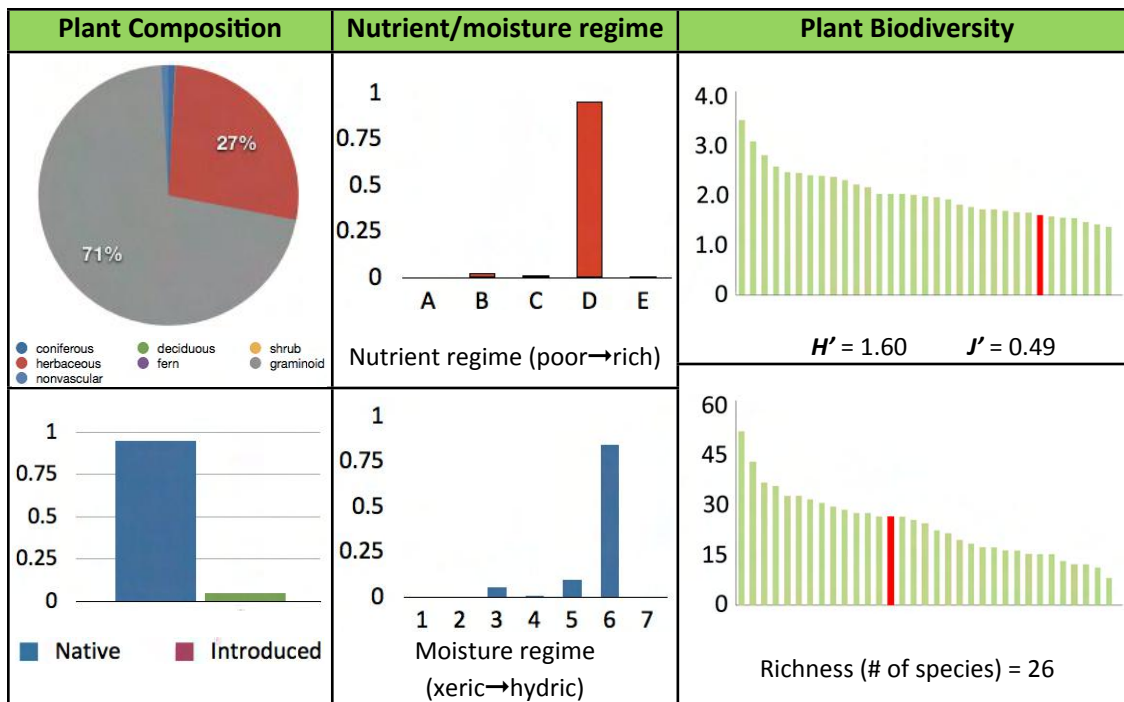 Plant Composition
Nutrient/moisture regime
Plant Biodiversity
27%
71%
coniferous
deciduous
shrub
herbaceous
fern
graminoid
nonvascular
1
0.75
0.5
0.25
0
A B C D E
Nutrient regime (poor→rich)
4.0
3.0
2.0
1.0
0
H’ = 1.60 J’ = 0.49
1
0.75
0.5
0.25
0
Native Introduced
1
0.75
0.5
0.25
0
1 2 3 4 5 6 7
Moisture regime
(xeric→hydric)
60
45
30
15
0
Richness (# of species) = 26